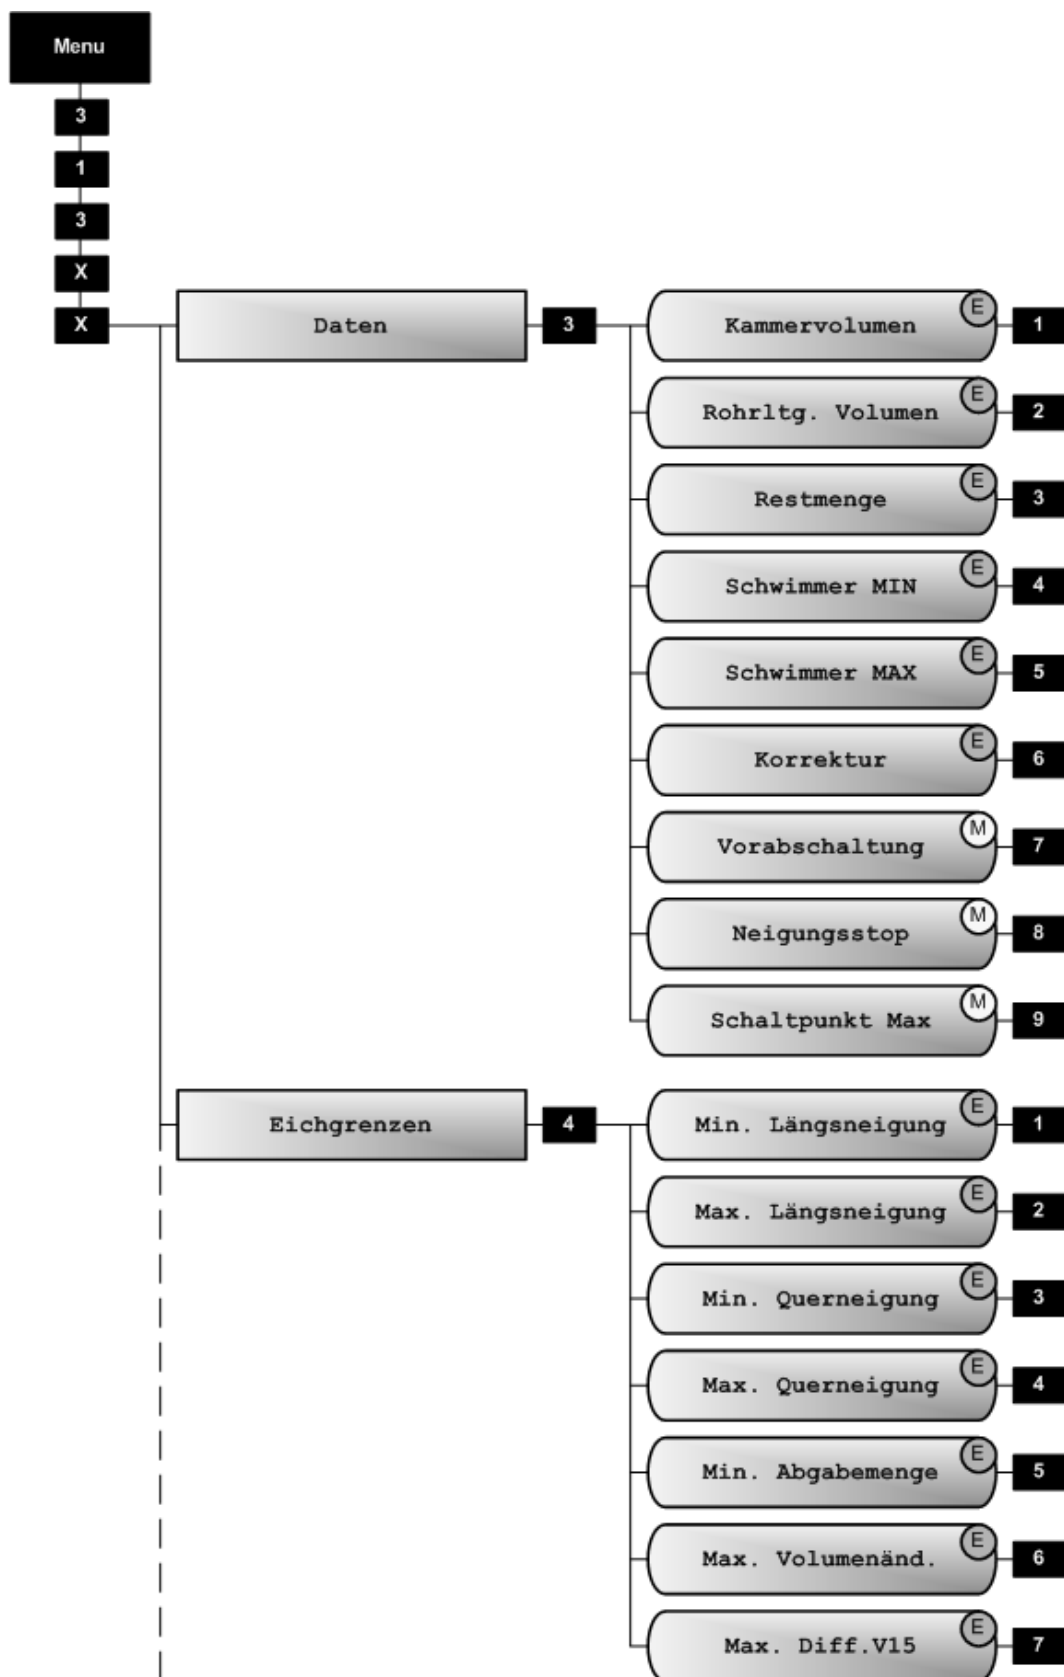 Menu
3
1
3
X
X
Daten 3 Kammervolumen E 1
Rohrltg. Volumen E 2
Restmenge E 3
Schwimmer MIN E 4
Schwimmer MAX E 5
Korrektur E 6
Vorabschaltung M 7
Neigungsstop M 8
Schaltpunkt Max M 9
Eichgrenzen 4 Min. Längsneigung E 1
Max. Längsneigung E 2
Min. Querneigung E 3
Max. Querneigung E 4
Min. Abgabemenge E 5
Max. Volumenänd. E 6
Max. Diff.V15 E 7